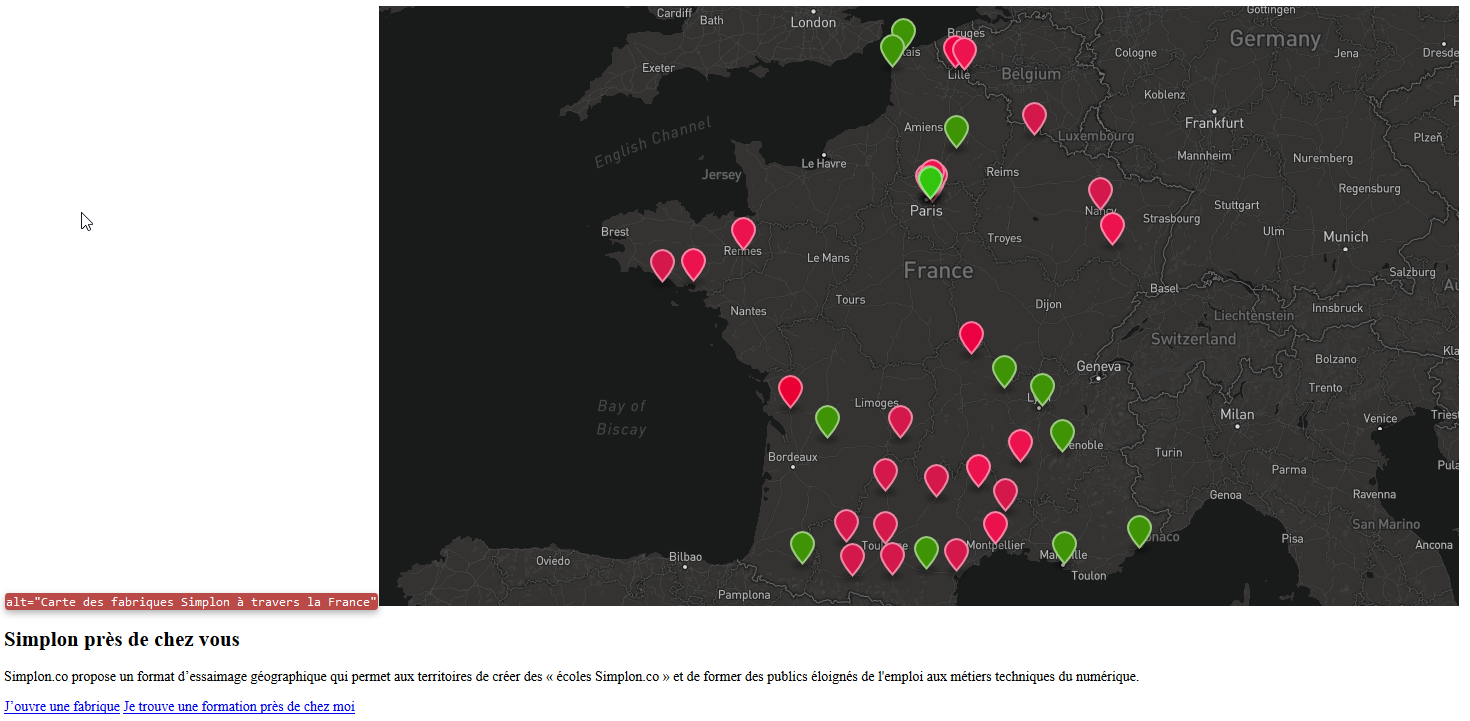 Cardiff
Bath
London
Göttingen
Bruges
Cologne
Germany
Jena
Exeter
Lille
Belgium
Koblenz
English Channel
Amiens
Luxembourg
Frankfurt
Plzeň
Le Havre
Mannheim
Nuremberg
Jersey
Reims
Regensburg
Paris
Nancy
Strasbourg
Stuttgart
Brest
Rennes
Troyes
Ulm
Munich
Le Mans
France
Salzburg
Basel
Nantes
Tours
Dijon
Liechtenstein
Innsbruck
Switzerland
Geneva
Bolzano
Trento
Bay of
Biscay
Limoges
Milan
Venice
Bordeaux
Turin
Parma
Genoa
Ravenna
San Marino
Pisa
Ancona
Montpellier
Oviedo
Bilbao
Toulon
Pamplona
alt="Carte des fabriques Simplon à travers la France"
Simplon près de chez vous
Simplon.co propose un format d’essaimage géographique qui permet aux territoires de créer des « écoles Simplon.co » et de former des publics éloignés de l'emploi aux métiers techniques du numérique.
J’ouvre une fabrique Je trouve une formation près de chez moi